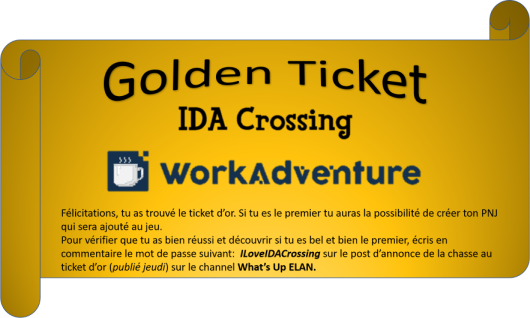 Golden Ticket
IDA Crossing
WorkAdventure
Félicitations, tu as trouvé le ticket d'or. Si tu es le premier tu auras la possibilité de créer ton PNJ
qui sera ajouté au jeu.
Pour vérifier que tu as bien réussi et découvrir si tu es bel et bien le premier, écris en
commentaire le mot de passe suivant: ILoveIDACrossing sur le post d'annonce de la chasse au
ticket d'or (publié jeudi) sur le channel What's Up ELAN.